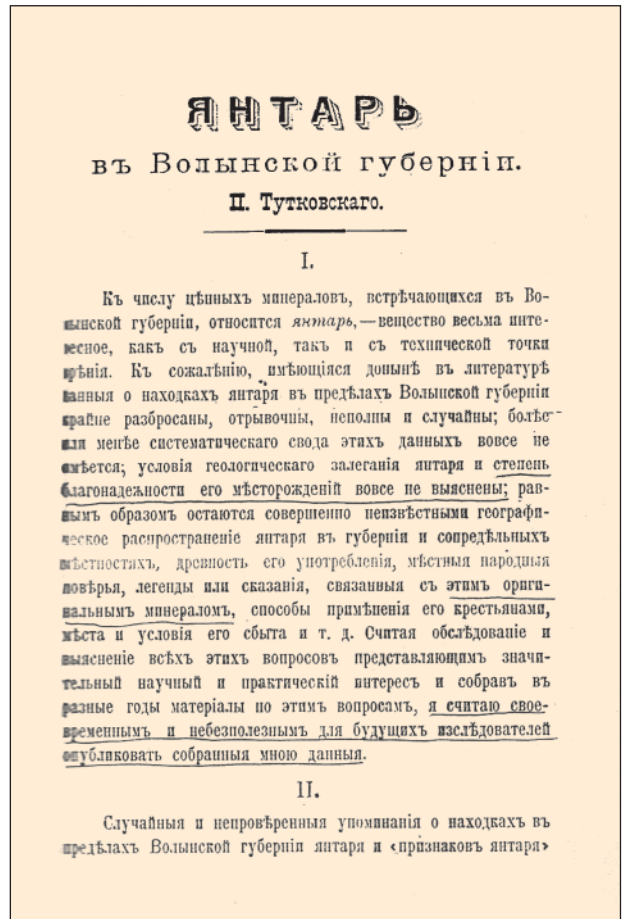 ЯНТАРЬ
въ Волынской губерніи.
П. Тутковскаго.
I.
Къ числу цѣнныхъ минераловъ, встрѣчающихся въ Во-
лынской губерніи, относится янтарь,—вещество весьма инте-
ресное, какъ съ научной, такъ и съ технической точки
зрѣнія. Къ сожалѣнію, имѣющіяся донынѣ въ литературѣ
данныя о находкахъ янтаря въ предѣлахъ Волынской губерніи
крайне разбросаны, отрывочны, неполны и случайны; болѣе
или менѣе систематическаго свода этихъ данныхъ вовсе не
имѣется; условія геологическаго залеганія янтаря и степень
благонадежности его мѣсторожденій вовсе не выяснены; рав-
нымъ образомъ остаются совершенно неизвѣстными географи-
ческое распространеніе янтаря въ губерніи и сопредѣльныхъ
мѣстностяхъ, древность его употребленія, мѣстныя народныя
повѣрья, легенды или сказанія, связанныя съ этимъ ориги-
нальнымъ минераломъ, способы примѣненія его крестьянами,
мѣста и условія его сбыта и т. д. Считая обслѣдованіе и
выясненіе всѣхъ этихъ вопросовъ представляющимъ значи-
тельный научный и практическій интересъ и собравъ въ
разные годы матеріалы по этимъ вопросамъ, я считаю свое-
временнымъ и небезполезнымъ для будущихъ изслѣдователей
опубликовать собранныя мною данныя.
II.
Случайныя и непровѣренныя упоминанія о находкахъ въ
предѣлахъ Волынской губерніи янтаря и «признаковъ янтаря»